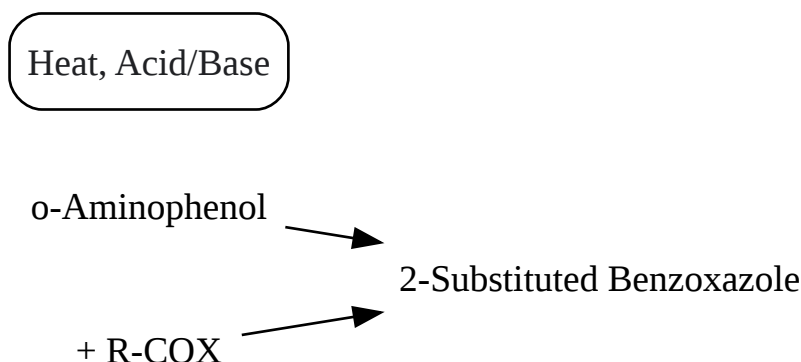 Heat, Acid/Base
o-Aminophenol
2-Substituted Benzoxazole
+ R-COX